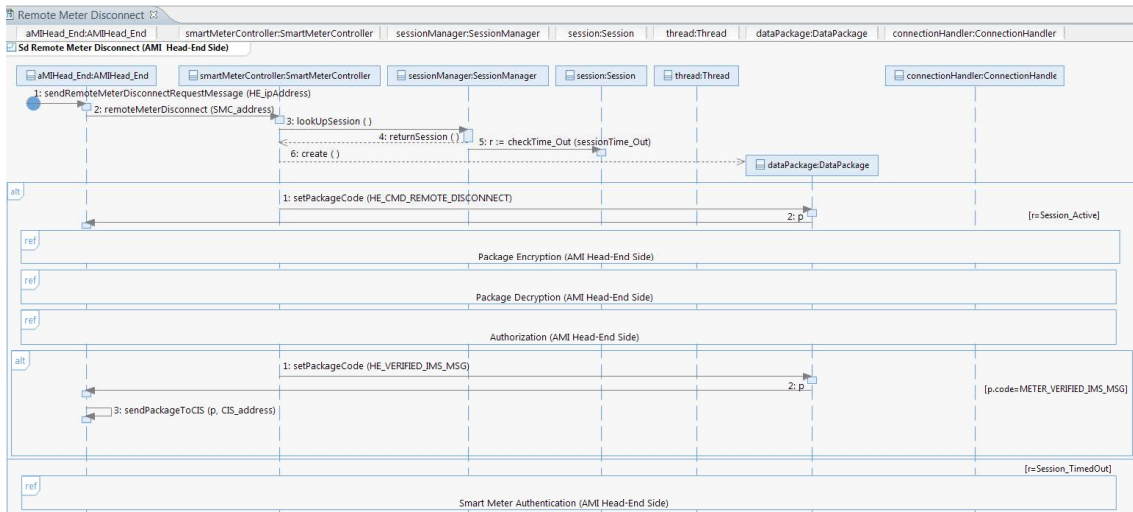 Remote Meter Disconnect
aMIHead_End:AMIHead_End smartMeterController:SmartMeterController sessionManager:SessionManager session:Session thread:Thread dataPackage:DataPackage connectionHandler:ConnectionHandler
Sd Remote Meter Disconnect (AMI Head-End Side)
aMIHead_End:AMIHead_End smartMeterController:SmartMeterController sessionManager:SessionManager session:Session thread:Thread connectionHandler:ConnectionHandle
1: sendRemoteMeterDisconnectRequestMessage (HE_ipAddress)
2: remoteMeterDisconnect (SMC_address)
3: lookUpSession ( )
4: returnSession ( )
5: r := checkTime_Out (sessionTime_Out)
6: create ( )
dataPackage:DataPackage
alt
1: setPackageCode (HE_CMD_REMOTE_DISCONNECT)
2: p
[r=Session_Active]
ref
Package Encryption (AMI Head-End Side)
ref
Package Decryption (AMI Head-End Side)
ref
Authorization (AMI Head-End Side)
alt
1: setPackageCode (HE_VERIFIED_IMS_MSG)
2: p
[p.code=METER_VERIFIED_IMS_MSG]
3: sendPackageToCIS (p, CIS_address)
[r=Session_TimedOut]
ref
Smart Meter Authentication (AMI Head-End Side)